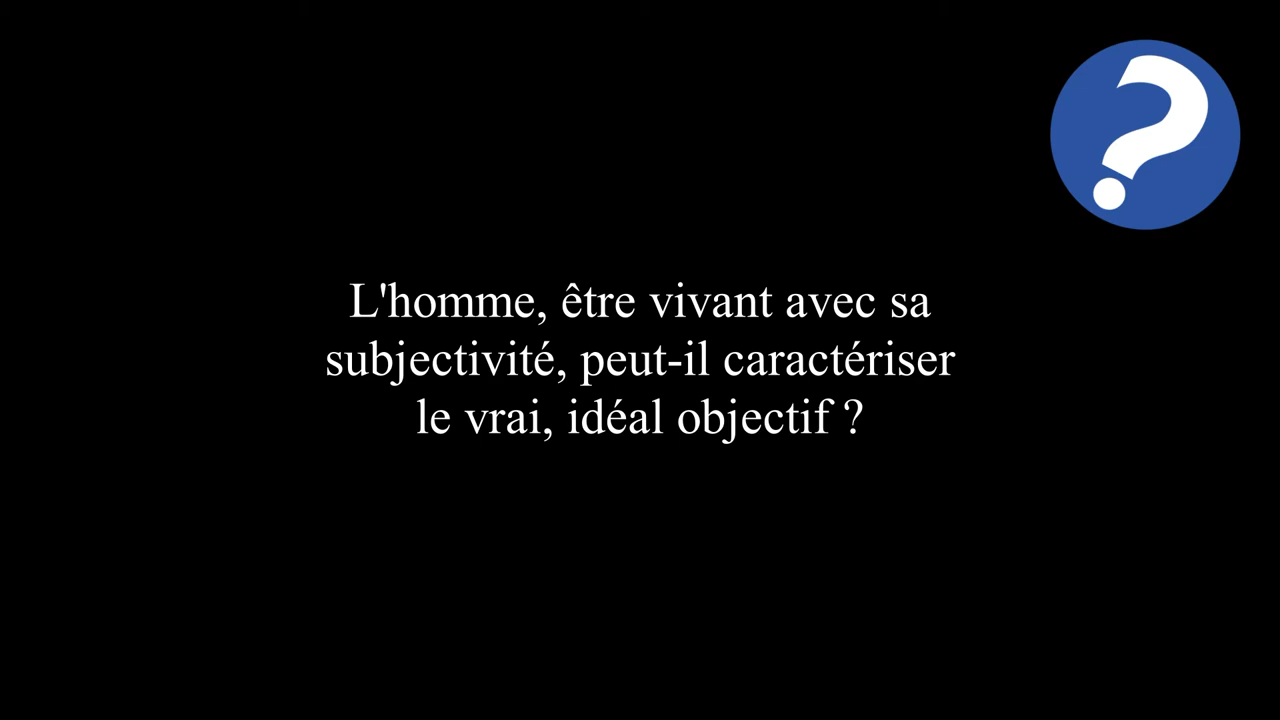 L'homme, être vivant avec sa
subjectivité, peut-il caractériser
le vrai, idéal objectif ?
?